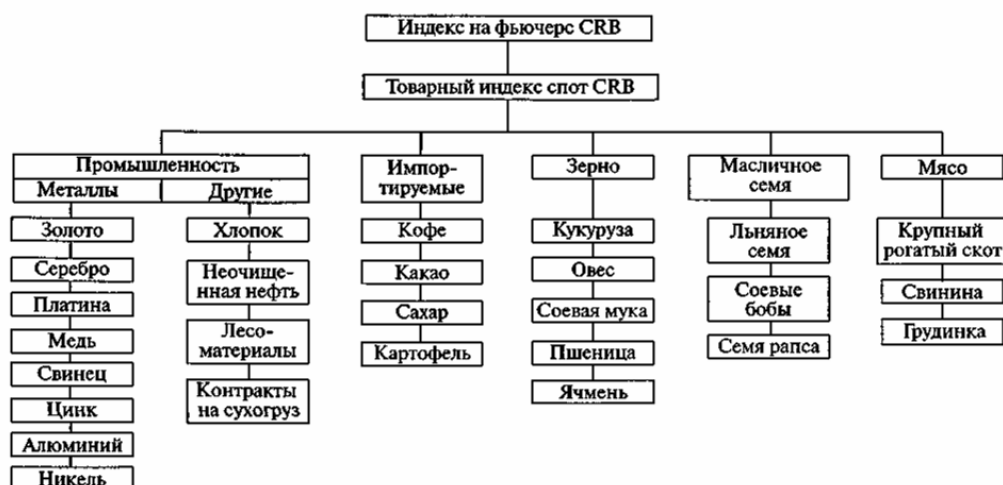 Индекс на фьючерс CRB
Товарный индекс спот CRB
Промышленность
Металлы
Другие
Золото
Серебро
Платина
Медь
Свинец
Цинк
Алюминий
Никель
Хлопок
Неочище-
нная нефть
Лесо-
материалы
Контракты
на сухогруз
Импор-
тируемые
Кофе
Какао
Сахар
Картофель
Зерно
Кукуруза
Овес
Соевая мука
Пшеница
Ячмень
Масличное
семя
Льняное
семя
Соевые
бобы
Семя рапса
Мясо
Крупный
рогатый скот
Свинина
Грудинка